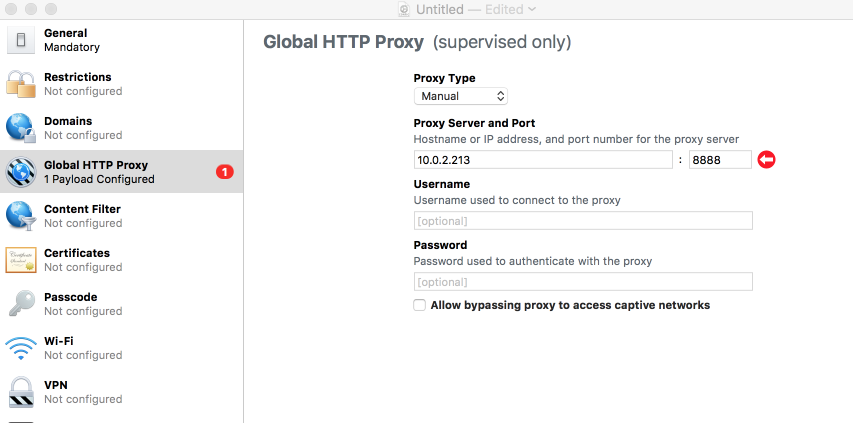 Untitled — Edited
General
Mandatory
Restrictions
Not configured
Domains
Not configured
Global HTTP Proxy
1 Payload Configured
1
Content Filter
Not configured
Certificates
Not configured
Passcode
Not configured
Wi-Fi
Not configured
VPN
Not configured
Global HTTP Proxy (supervised only)
Proxy Type
Manual
Proxy Server and Port
Hostname or IP address, and port number for the proxy server
10.0.2.213 : 8888
Username
Username used to connect to the proxy
[optional]
Password
Password used to authenticate with the proxy
[optional]
Allow bypassing proxy to access captive networks